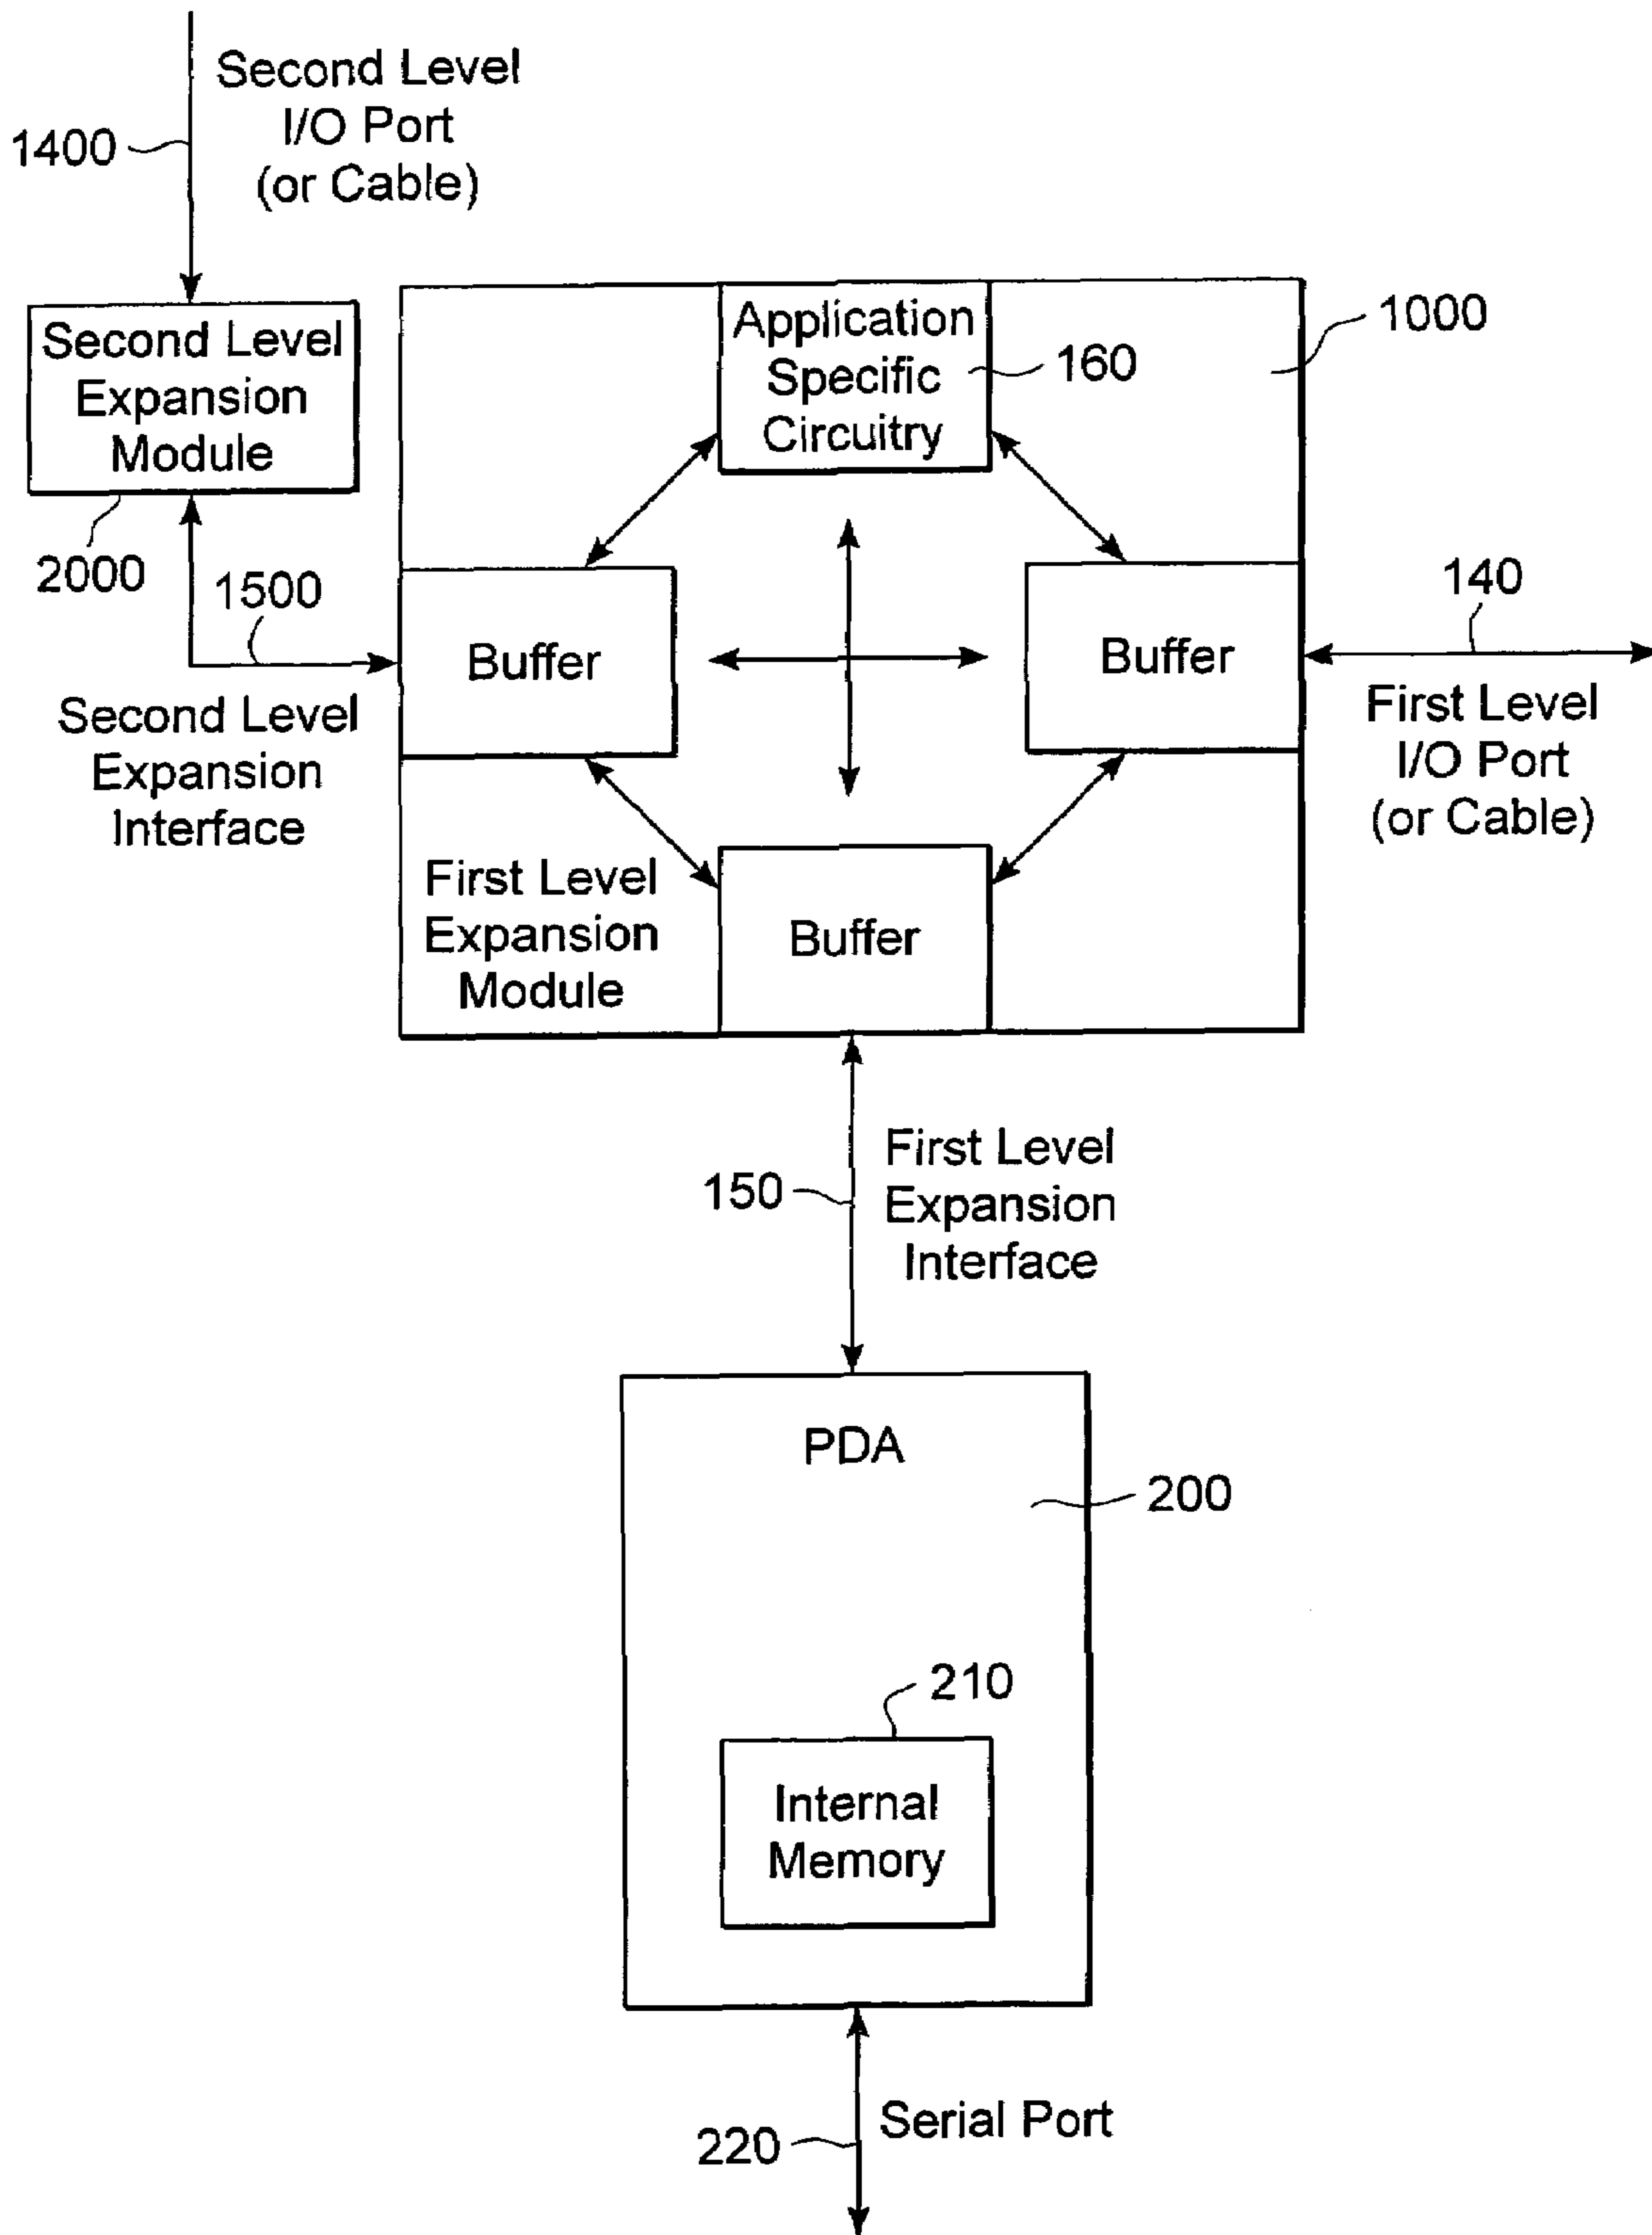 Second Level
I/O Port
(or Cable)
1400
Second Level
Expansion
Module
2000
1500
Second Level
Expansion
Interface
Application
Specific
Circuitry
160
1000
Buffer
Buffer
140
First Level
I/O Port
(or Cable)
First Level
Expansion
Module
Buffer
150
First Level
Expansion
Interface
PDA
200
210
Internal
Memory
Serial Port
220